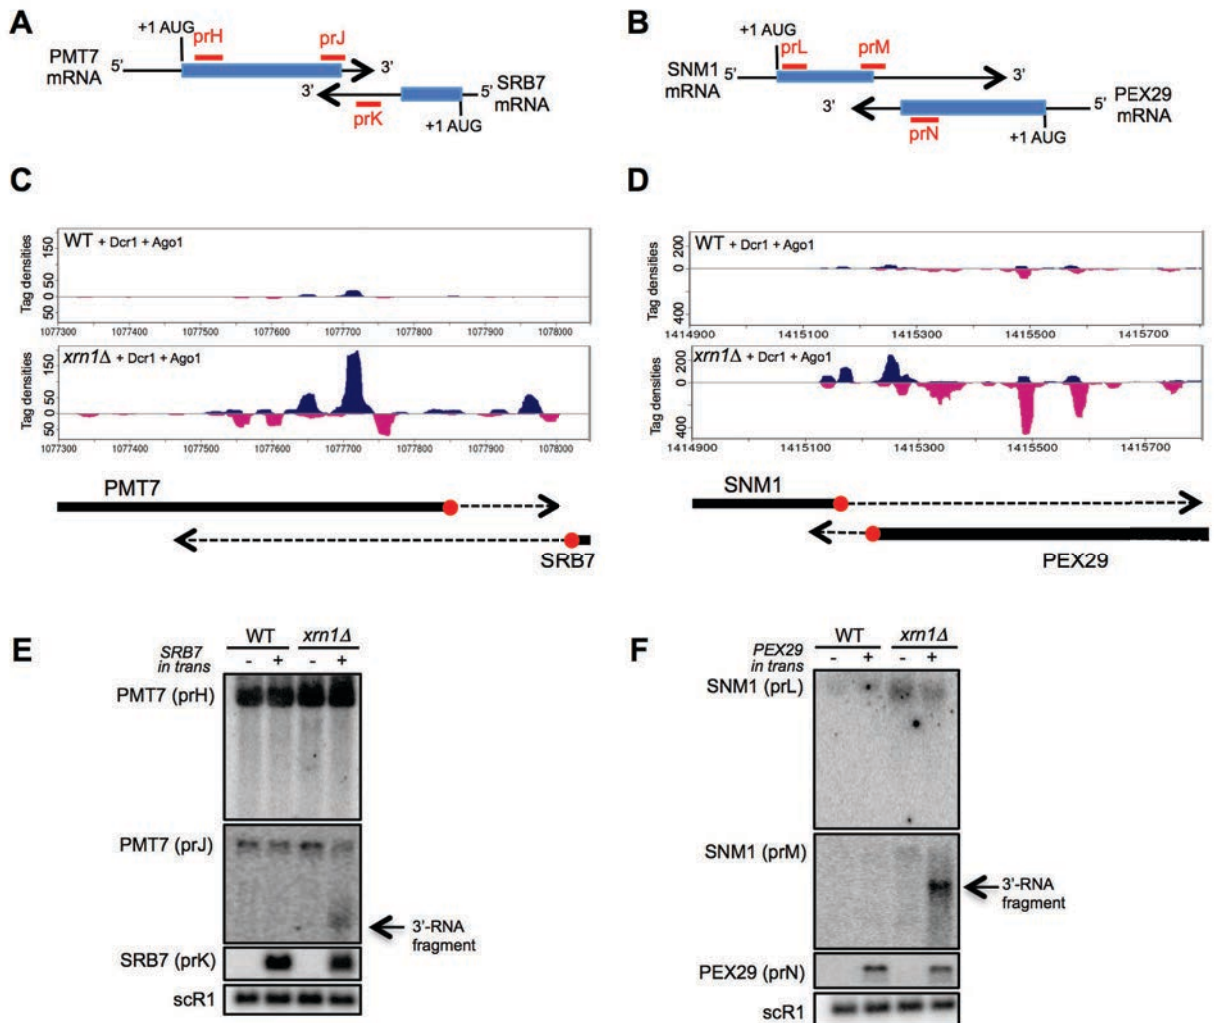 A
+1 AUG
prH
prJ
PMT7
mRNA
5'
3'
3'
5'
SRB7
mRNA
prK
+1 AUG
B
+1 AUG
prL
prM
SNM1
mRNA
5'
3'
3'
5'
PEX29
mRNA
prN
+1 AUG
C
Tag densities
150
50
0
50
WT + Dcr1 + Ago1
1077300 1077400 1077500 1077600 1077700 1077800 1077900 1078000
Tag densities
150
50
0
50
xrn1Δ + Dcr1 + Ago1
1077300 1077400 1077500 1077600 1077700 1077800 1077900 1078000
PMT7
SRB7
D
Tag densities
200
0
400
WT + Dcr1 + Ago1
1414900 1415100 1415300 1415500 1415700
Tag densities
200
0
400
xrn1Δ + Dcr1 + Ago1
1414900 1415100 1415300 1415500 1415700
SNM1
PEX29
E
WT xrn1Δ
SRB7
in trans
- + - +
PMT7 (prH)
PMT7 (prJ)
3'-RNA
fragment
SRB7 (prK)
scR1
F
WT xrn1Δ
PEX29
in trans
- + - +
SNM1 (prL)
SNM1 (prM)
3'-RNA
fragment
PEX29 (prN)
scR1